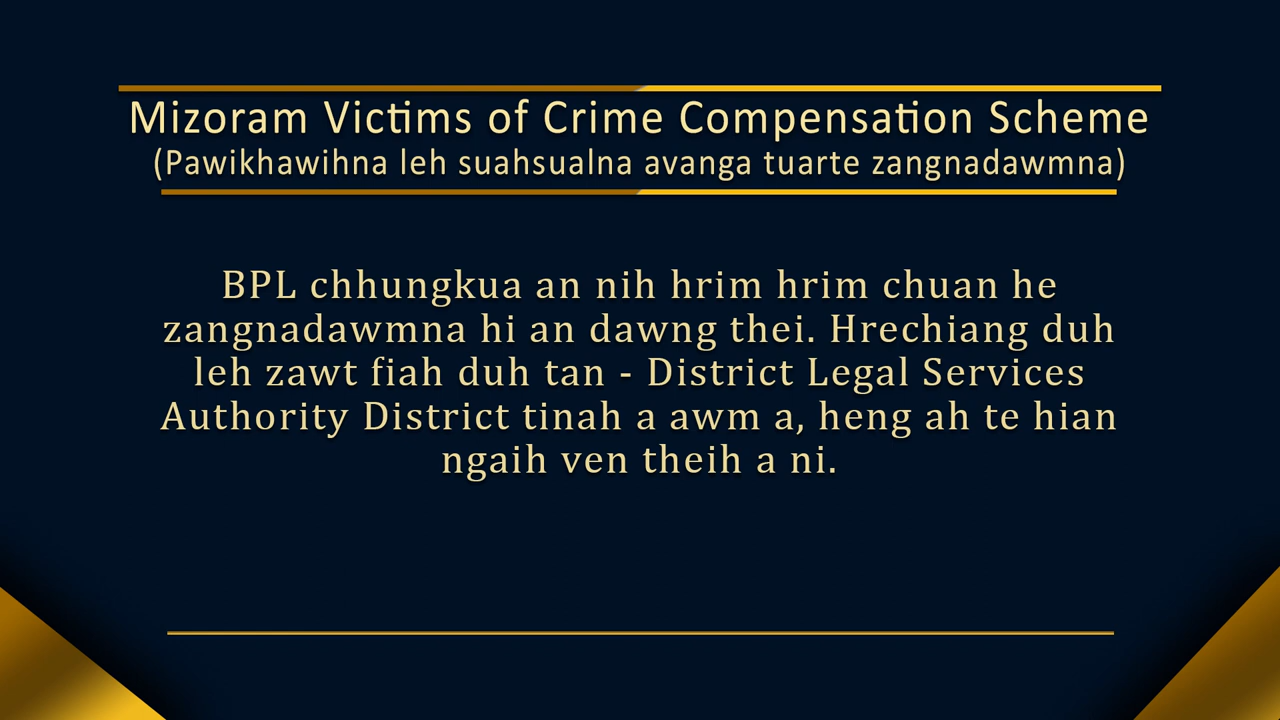 Mizoram Victims of Crime Compensation Scheme
(Pawikhawihna leh suahsualna avanga tuarte zangnadawmna)
BPL chhungkua an nih hrim hrim chuan he
zangnadawmna hi an dawng thei. Hrechiang duh
leh zawt fiah duh tan - District Legal Services
Authority District tinah a awm a, heng ah te hian
ngaih ven theih a ni.